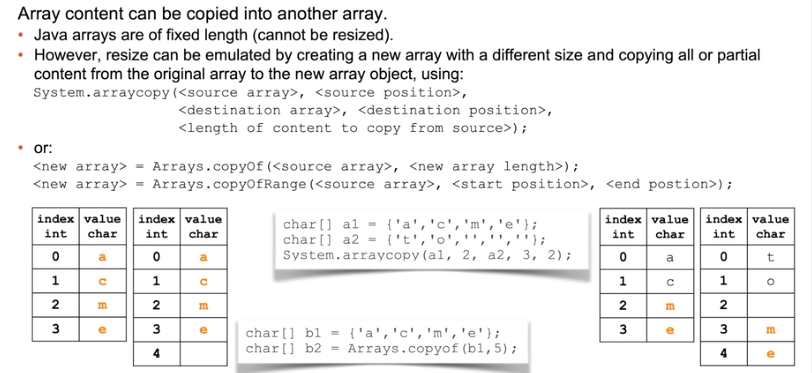 Array content can be copied into another array.
• Java arrays are of fixed length (cannot be resized).
• However, resize can be emulated by creating a new array with a different size and copying all or partial
content from the original array to the new array object, using:
System.arraycopy(<source array>, <source position>,
<destination array>, <destination position>,
<length of content to copy from source>);
• or:
<new array> = Arrays.copyOf(<source array>, <new array length>);
<new array> = Arrays.copyOfRange(<source array>, <start position>, <end postion>);
index value
int char
0 a
1 c
2 m
3 e
index value
int char
0 a
1 c
2 m
3 e
4
char[] a1 = {'a','c','m','e'};
char[] a2 = {'t','o','','',''};
System.arraycopy(a1, 2, a2, 3, 2);
char[] b1 = {'a','c','m','e'};
char[] b2 = Arrays.copyof(b1,5);
index value
int char
0 a
1 c
2 m
3 e
index value
int char
0 t
1 o
2
3 m
4 e